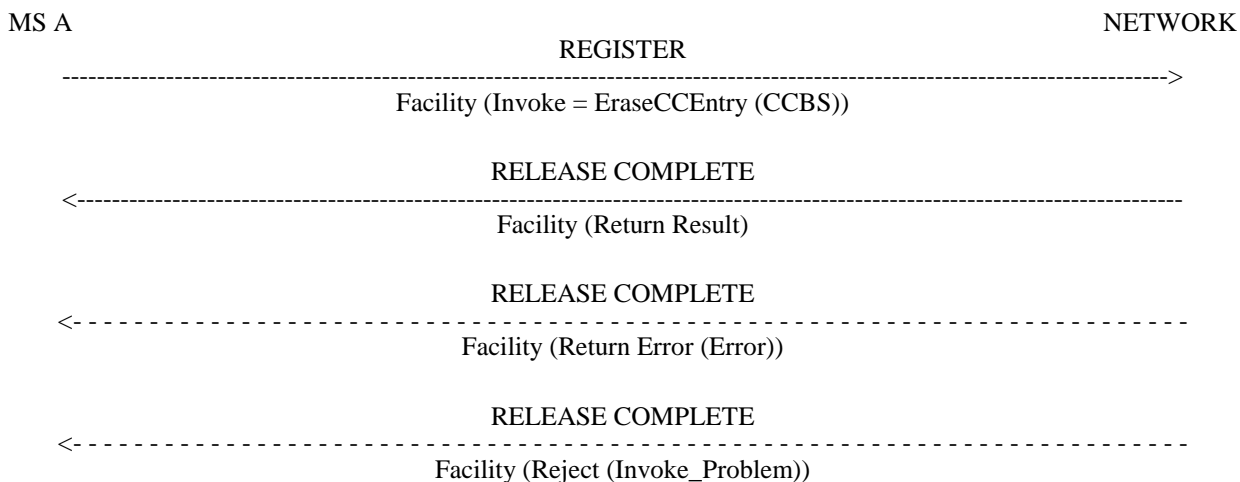 MS A NETWORK
REGISTER
Facility (Invoke = EraseCCEntry (CCBS))
RELEASE COMPLETE
Facility (Return Result)
RELEASE COMPLETE
Facility (Return Error (Error))
RELEASE COMPLETE
Facility (Reject (Invoke_Problem))